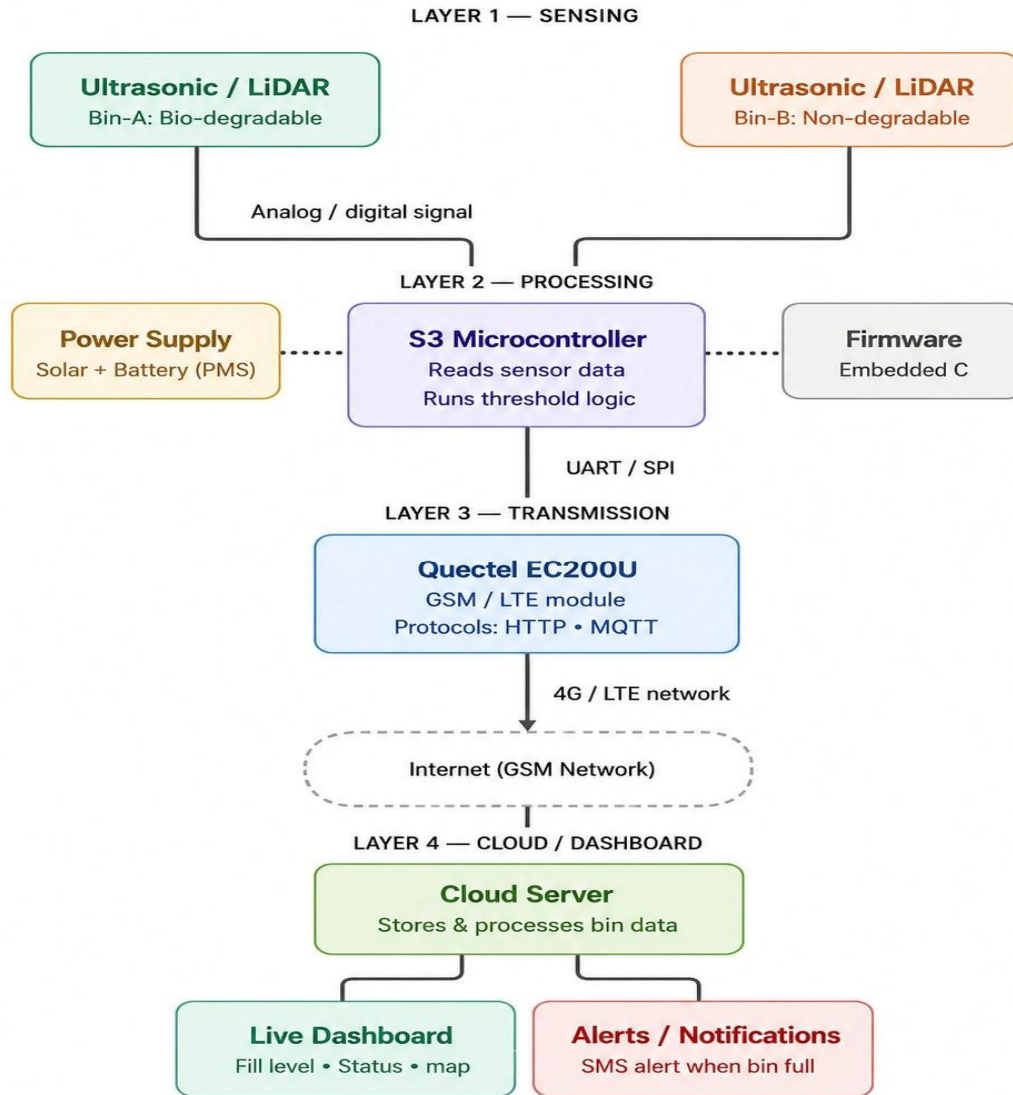 LAYER 1 — SENSING
Ultrasonic / LiDAR
Bin-A: Bio-degradable
Ultrasonic / LiDAR
Bin-B: Non-degradable
Analog / digital signal
LAYER 2 — PROCESSING
Power Supply
Solar + Battery (PMS)
S3 Microcontroller
Reads sensor data
Runs threshold logic
Firmware
Embedded C
UART / SPI
LAYER 3 — TRANSMISSION
Quectel EC200U
GSM / LTE module
Protocols: HTTP • MQTT
4G / LTE network
Internet (GSM Network)
LAYER 4 — CLOUD / DASHBOARD
Cloud Server
Stores & processes bin data
Live Dashboard
Fill level • Status • map
Alerts / Notifications
SMS alert when bin full